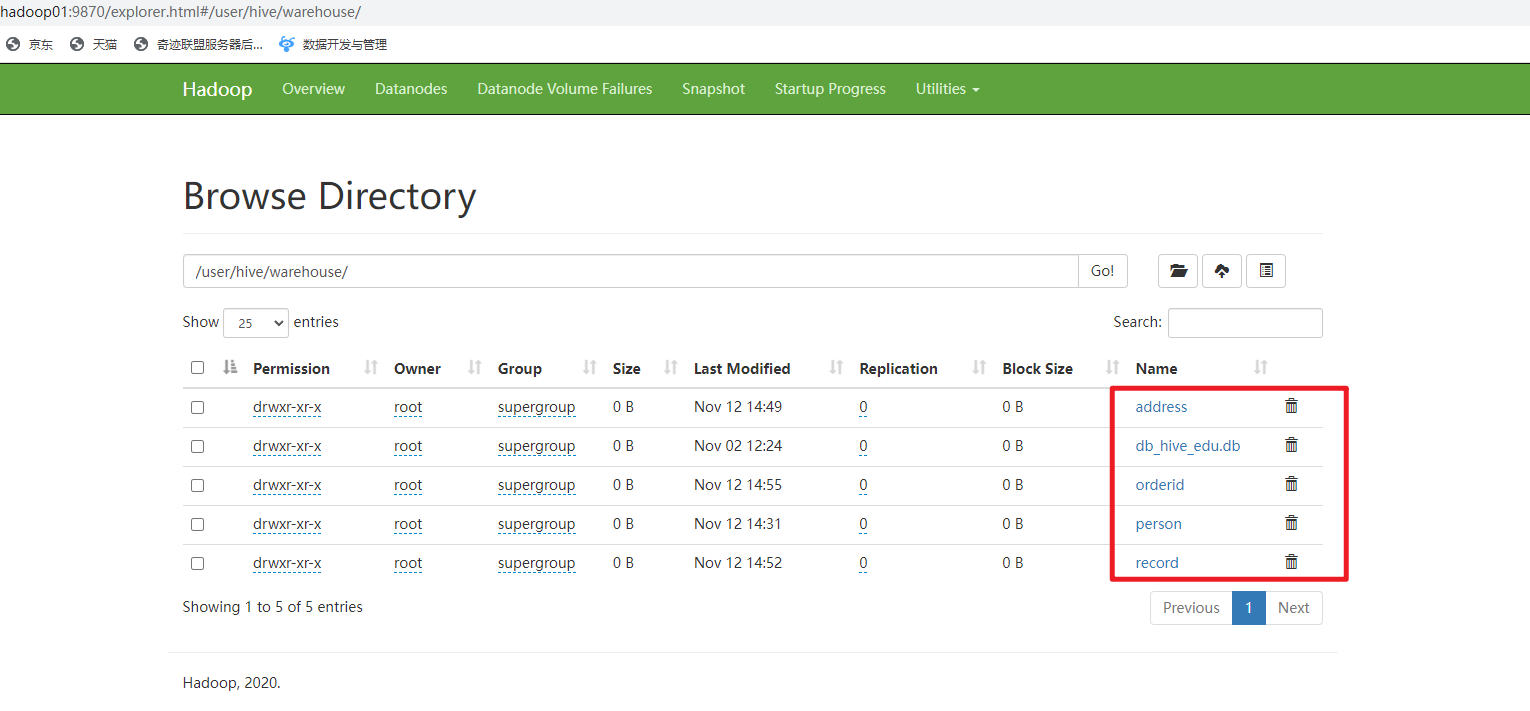 hadoop01:9870/explorer.html#/user/hive/warehouse/
京东 天猫 奇迹联盟服务器后... 数据开发与管理
Hadoop Overview Datanodes Datanode Volume Failures Snapshot Startup Progress Utilities
Browse Directory
/user/hive/warehouse/ Go!
Show 25 entries Search:
Permission Owner Group Size Last Modified Replication Block Size Name
drwxr-xr-x root supergroup 0 B Nov 12 14:49 0 0 B address
drwxr-xr-x root supergroup 0 B Nov 02 12:24 0 0 B db_hive_edu.db
drwxr-xr-x root supergroup 0 B Nov 12 14:55 0 0 B orderid
drwxr-xr-x root supergroup 0 B Nov 12 14:31 0 0 B person
drwxr-xr-x root supergroup 0 B Nov 12 14:52 0 0 B record
Showing 1 to 5 of 5 entries Previous 1 Next
Hadoop, 2020.